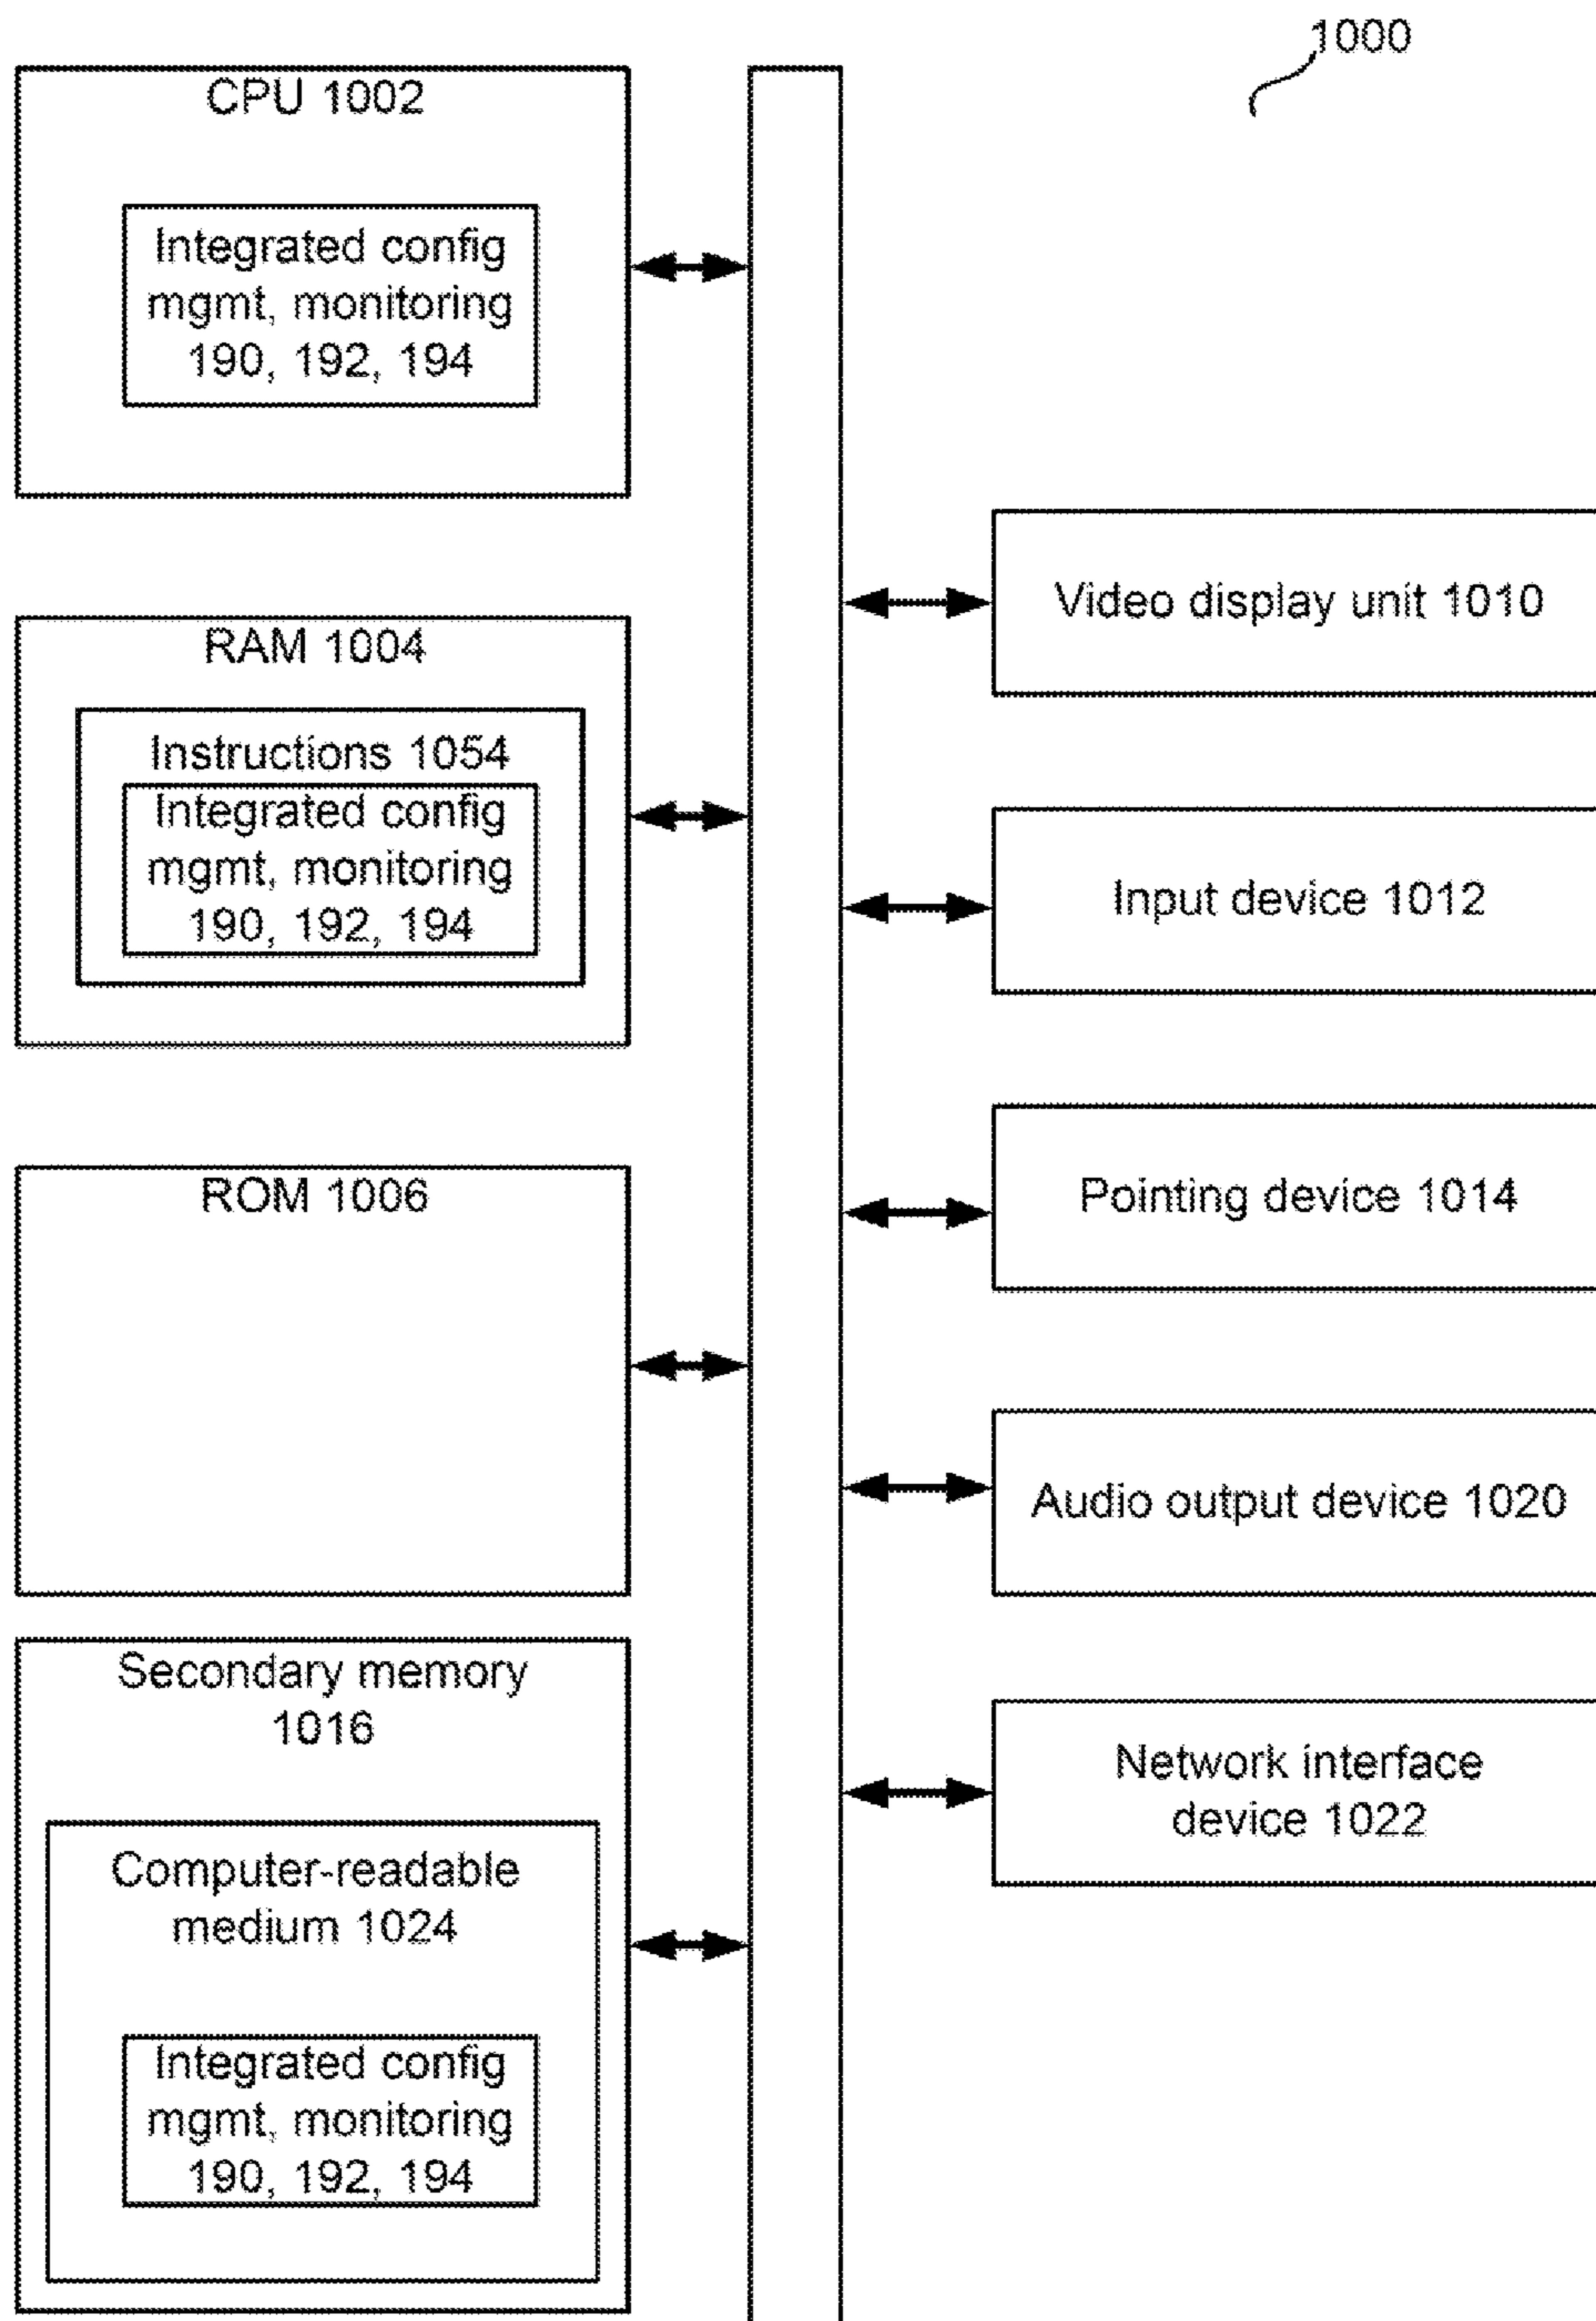 1000
CPU 1002
Integrated config
mgmt, monitoring
190, 192, 194
RAM 1004
Instructions 1054
Integrated config
mgmt, monitoring
190, 192, 194
ROM 1006
Secondary memory
1016
Computer-readable
medium 1024
Integrated config
mgmt, monitoring
190, 192, 194
Video display unit 1010
Input device 1012
Pointing device 1014
Audio output device 1020
Network interface
device 1022